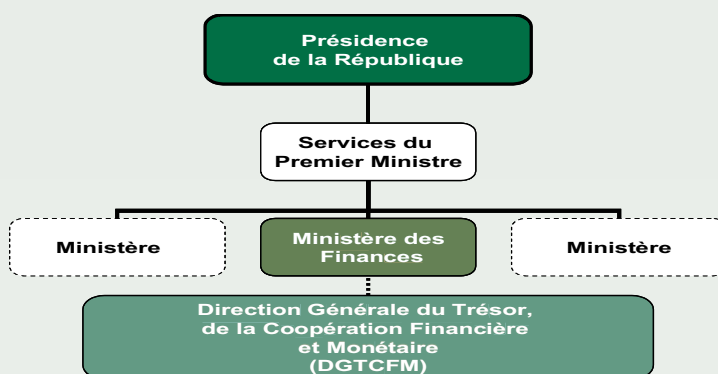 Présidence
de la République
Services du
Premier Ministre
Ministère
Ministère des
Finances
Ministère
Direction Générale du Trésor,
de la Coopération Financière
et Monétaire
(DGTCFM)